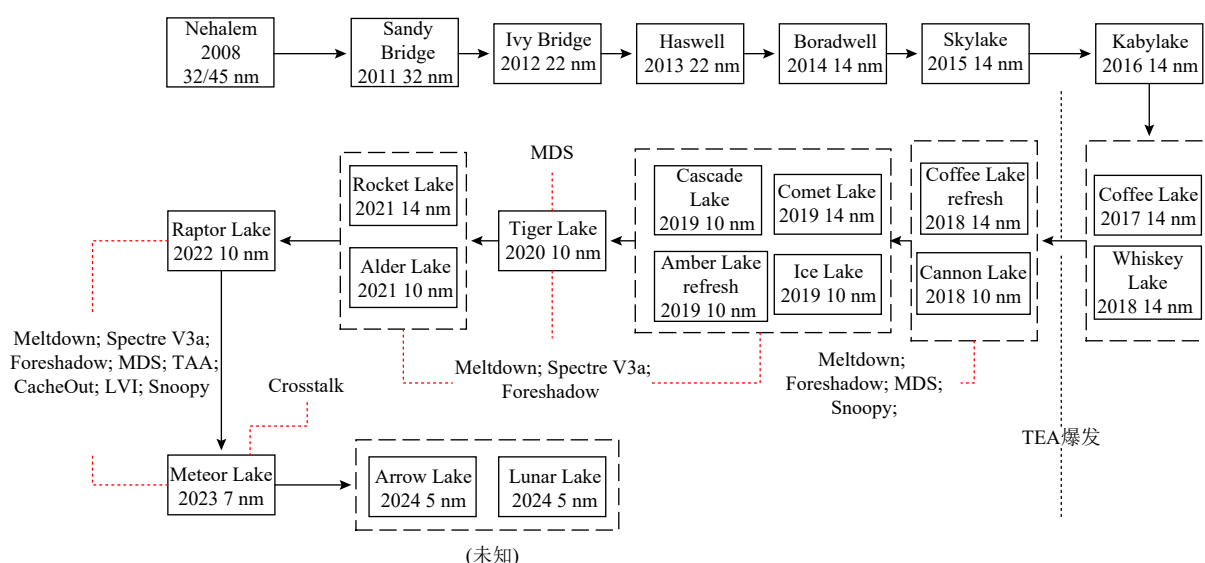 Nehalem
2008
32/45 nm
Sandy
Bridge
2011 32 nm
Ivy Bridge
2012 22 nm
Haswell
2013 22 nm
Boradwell
2014 14 nm
Skylake
2015 14 nm
Kabylake
2016 14 nm
Coffee Lake
2017 14 nm
Whiskey
Lake
2018 14 nm
Coffee Lake
refresh
2018 14 nm
Cannon Lake
2018 10 nm
Cascade
Lake
2019 10 nm
Comet Lake
2019 14 nm
Amber Lake
refresh
2019 10 nm
Ice Lake
2019 10 nm
MDS
Tiger Lake
2020 10 nm
Rocket Lake
2021 14 nm
Alder Lake
2021 10 nm
Raptor Lake
2022 10 nm
Meltdown; Spectre V3a;
Foreshadow; MDS; TAA;
CacheOut; LVI; Snoopy
Crosstalk
Meltdown; Spectre V3a;
Foreshadow
Meltdown;
Foreshadow; MDS;
Snoopy;
TEA爆发
Meteor Lake
2023 7 nm
Arrow Lake
2024 5 nm
Lunar Lake
2024 5 nm
(未知)